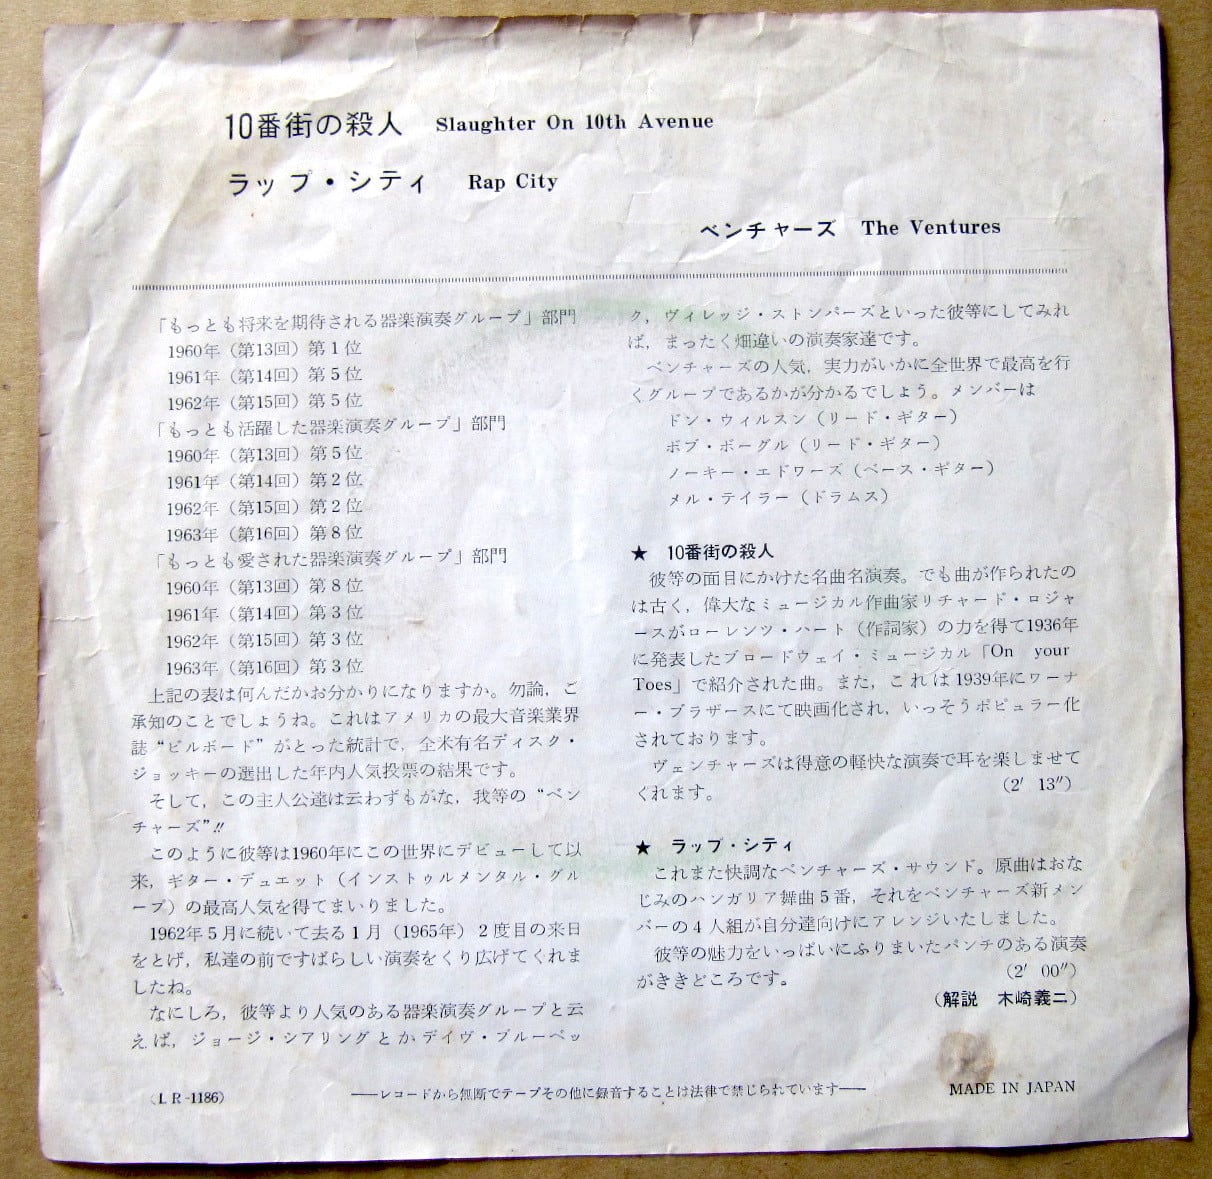 10番街の殺人 Slaughter On 10th Avenue
ラップ・シティ Rap City
ベンチャーズ The Ventures
「もっとも将来を期待される器楽演奏グループ」部門
1960年（第13回）第1位
1961年（第14回）第5位
1962年（第15回）第5位
「もっとも活躍した器楽演奏グループ」部門
1960年（第13回）第5位
1961年（第14回）第2位
1962年（第15回）第2位
1963年（第16回）第8位
「もっとも愛された器楽演奏グループ」部門
1960年（第13回）第8位
1961年（第14回）第3位
1962年（第15回）第3位
1963年（第16回）第3位
上記の表は何んだかお分かりになりますか。勿論，ご
承知のことでしょうね。これはアメリカの最大音楽業界
誌“ビルボード”がとった統計で，全米有名ディスク・
ジョッキーの選出した年内人気投票の結果です。
そして，この主人公達は云わずもがな，我等の“ベン
チャーズ”!!
このように彼等は1960年にこの世界にデビューして以
来，ギター・デュエット（インストゥルメンタル・グル
ープ）の最高人気を得てまいりました。
1962年5月に続いて去る1月（1965年）2度目の来日
をとげ，私達の前ですばらしい演奏をくり広げてくれま
したね。
なにしろ，彼等より人気のある器楽演奏グループと云
えば，ジョージ・シアリングとかデイヴ・ブルーベッ
ク，ヴィレッジ・ストンパーズといった彼等にしてみれ
ば，まったく畑違いの演奏家達です。
ベンチャーズの人気，実力がいかに全世界で最高を行
くグループであるかが分かるでしょう。メンバーは
ドン・ウィルスン（リード・ギター）
ボブ・ボーグル（リード・ギター）
ノーキー・エドワーズ（ベース・ギター）
メル・テイラー（ドラムス）
★ 10番街の殺人
彼等の面目にかけた名曲名演奏。でも曲が作られたの
は古く，偉大なミュージカル作曲家リチャード・ロジャ
ースがローレンツ・ハート（作詞家）の力を得て1936年
に発表したブロードウェイ・ミュージカル「On your
Toes」で紹介された曲。また，これは1939年にワーナ
ー・ブラザースにて映画化され，いっそうポピュラー化
されております。
ヴェンチャーズは得意の軽快な演奏で耳を楽しませて
くれます。 （2′ 13″）
★ ラップ・シティ
これまた快調なベンチャーズ・サウンド。原曲はおな
じみのハンガリア舞曲5番，それをベンチャーズ新メン
バーの4人組が自分達向けにアレンジいたしました。
彼等の魅力をいっぱいにふりまいたパンチのある演奏
がききどころです。 （2′ 00″）
（解説 木崎義二）
（LR-1186） ——レコードから無断でテープその他に録音することは法律で禁じられています—— MADE IN JAPAN